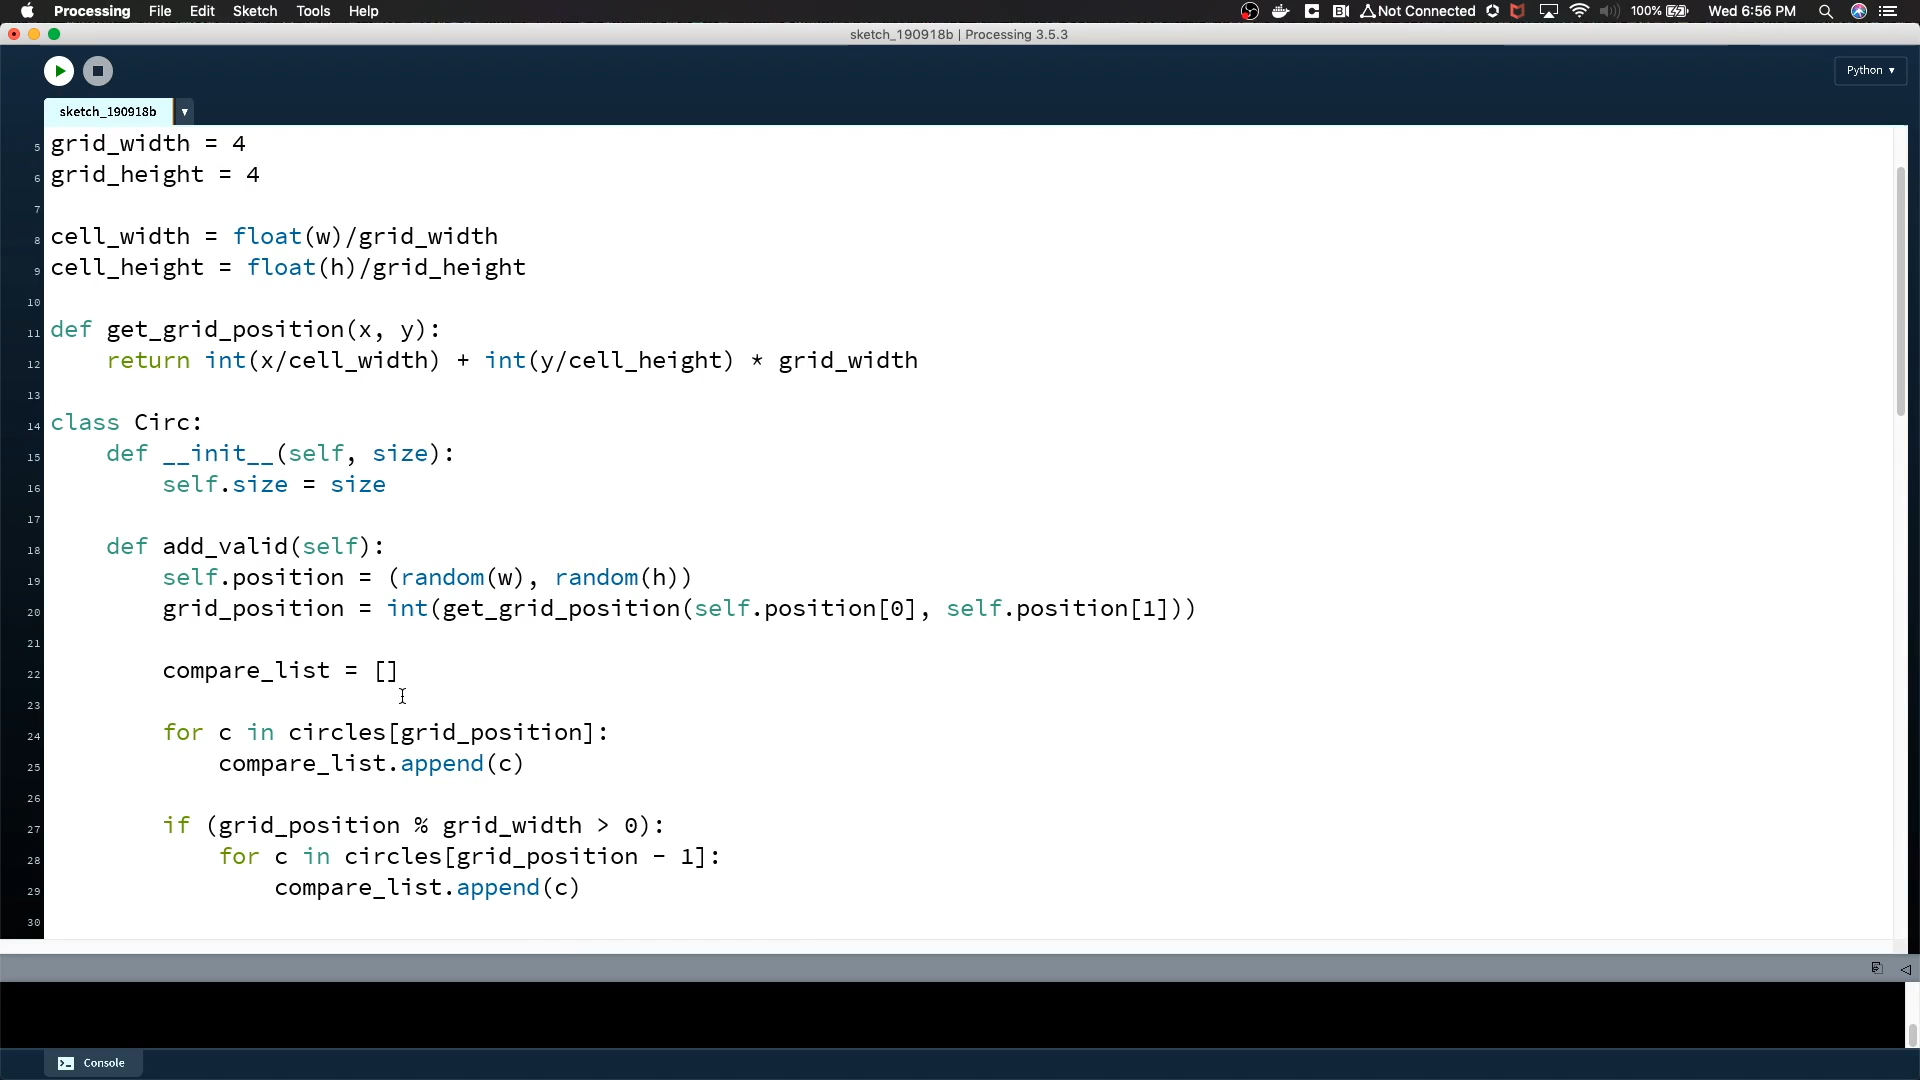 Processing File Edit Sketch Tools Help
Not Connected 100% Wed 6:56 PM
sketch_190918b | Processing 3.5.3
Python ▾
sketch_190918b ▾
5 grid_width = 4
6 grid_height = 4
7
8 cell_width = float(w)/grid_width
9 cell_height = float(h)/grid_height
10
11 def get_grid_position(x, y):
12 return int(x/cell_width) + int(y/cell_height) * grid_width
13
14 class Circ:
15 def __init__(self, size):
16 self.size = size
17
18 def add_valid(self):
19 self.position = (random(w), random(h))
20 grid_position = int(get_grid_position(self.position[0], self.position[1]))
21
22 compare_list = []
23
24 for c in circles[grid_position]:
25 compare_list.append(c)
26
27 if (grid_position % grid_width > 0):
28 for c in circles[grid_position - 1]:
29 compare_list.append(c)
30
Console